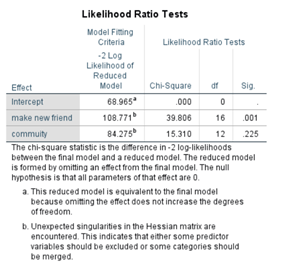 Likelihood Ratio Tests
Model Fitting
Criteria
Likelihood Ratio Tests
-2 Log
Likelihood of
Reduced
Effect Model Chi-Square df Sig.
Intercept 68.965a .000 0 .
make new friend 108.771b 39.806 16 .001
commuity 84.275b 15.310 12 .225
The chi-square statistic is the difference in -2 log-likelihoods
between the final model and a reduced model. The reduced model
is formed by omitting an effect from the final model. The null
hypothesis is that all parameters of that effect are 0.
a. This reduced model is equivalent to the final model
because omitting the effect does not increase the degrees
of freedom.
b. Unexpected singularities in the Hessian matrix are
encountered. This indicates that either some predictor
variables should be excluded or some categories should
be merged.